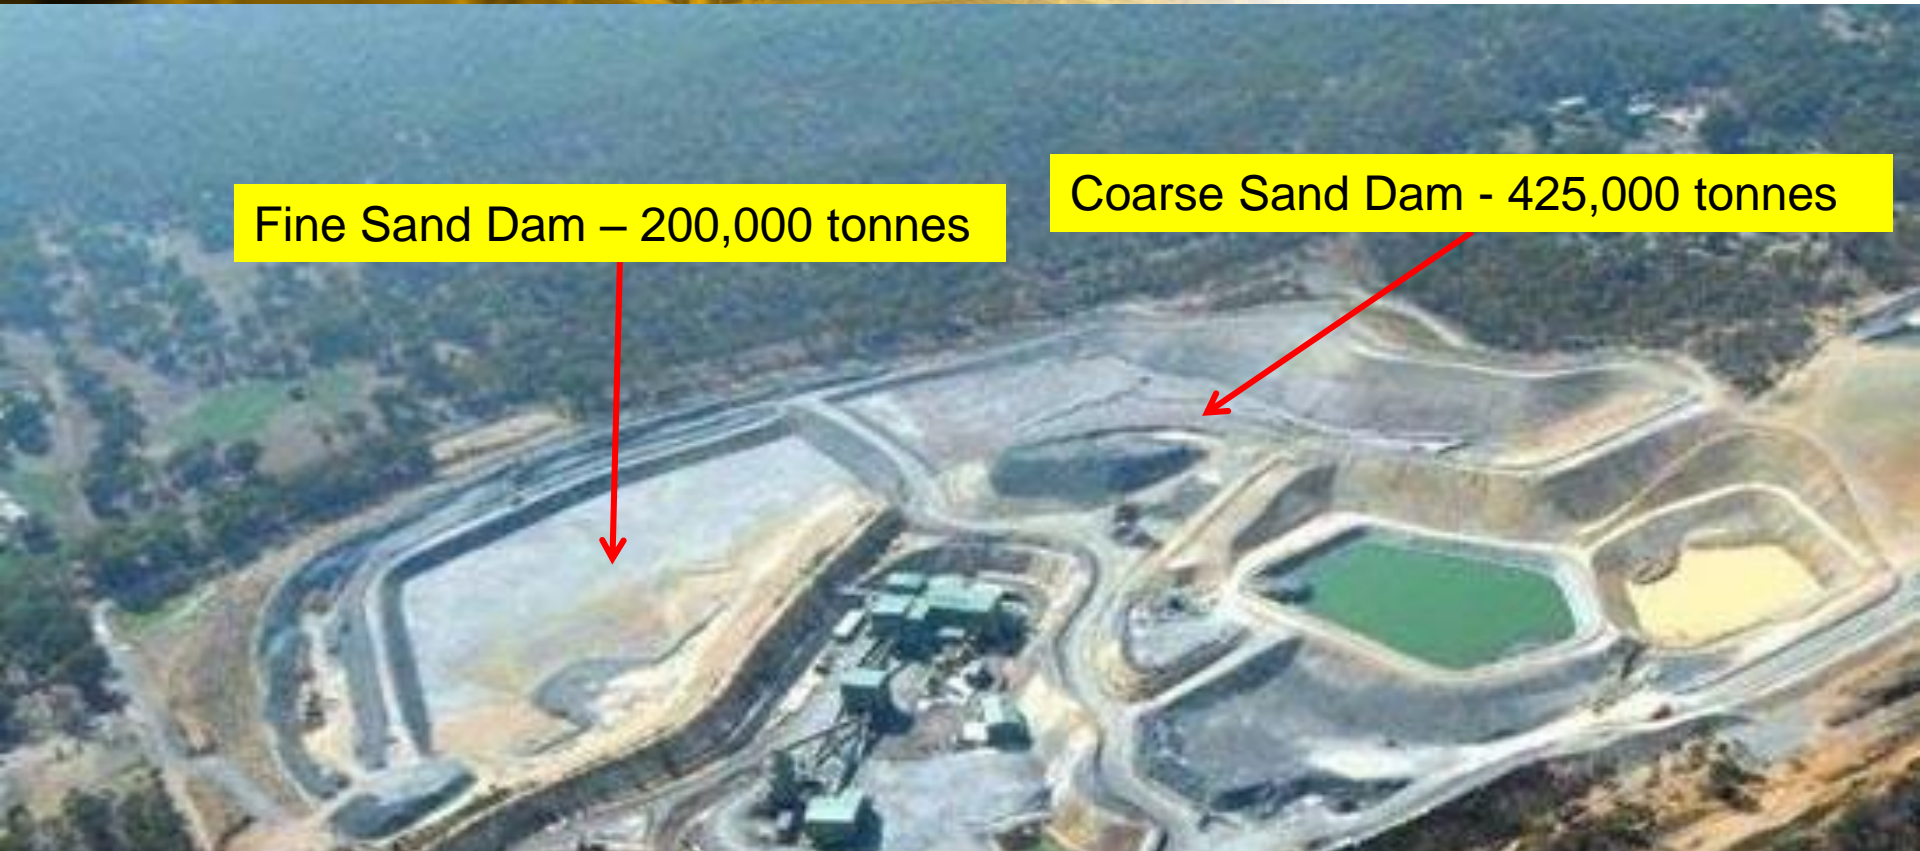 Fine Sand Dam – 200,000 tonnes
Coarse Sand Dam - 425,000 tonnes